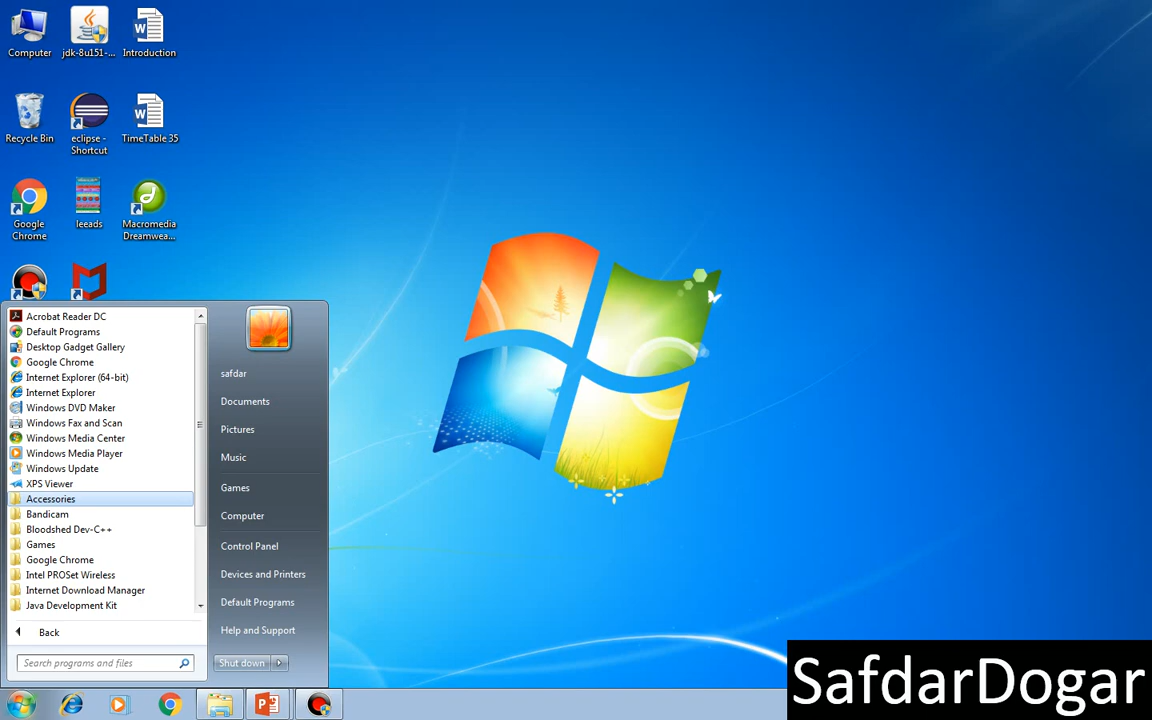 Computer
jdk-8u151-...
Introduction
Recycle Bin
eclipse -
Shortcut
TimeTable 35
Google
Chrome
leeads
Macromedia
Dreamwea...
Acrobat Reader DC
Default Programs
Desktop Gadget Gallery
Google Chrome
Internet Explorer (64-bit)
Internet Explorer
Windows DVD Maker
Windows Fax and Scan
Windows Media Center
Windows Media Player
Windows Update
XPS Viewer
Accessories
Bandicam
Bloodshed Dev-C++
Games
Google Chrome
Intel PROSet Wireless
Internet Download Manager
Java Development Kit
Back
Search programs and files
safdar
Documents
Pictures
Music
Games
Computer
Control Panel
Devices and Printers
Default Programs
Help and Support
Shut down
SafdarDogar